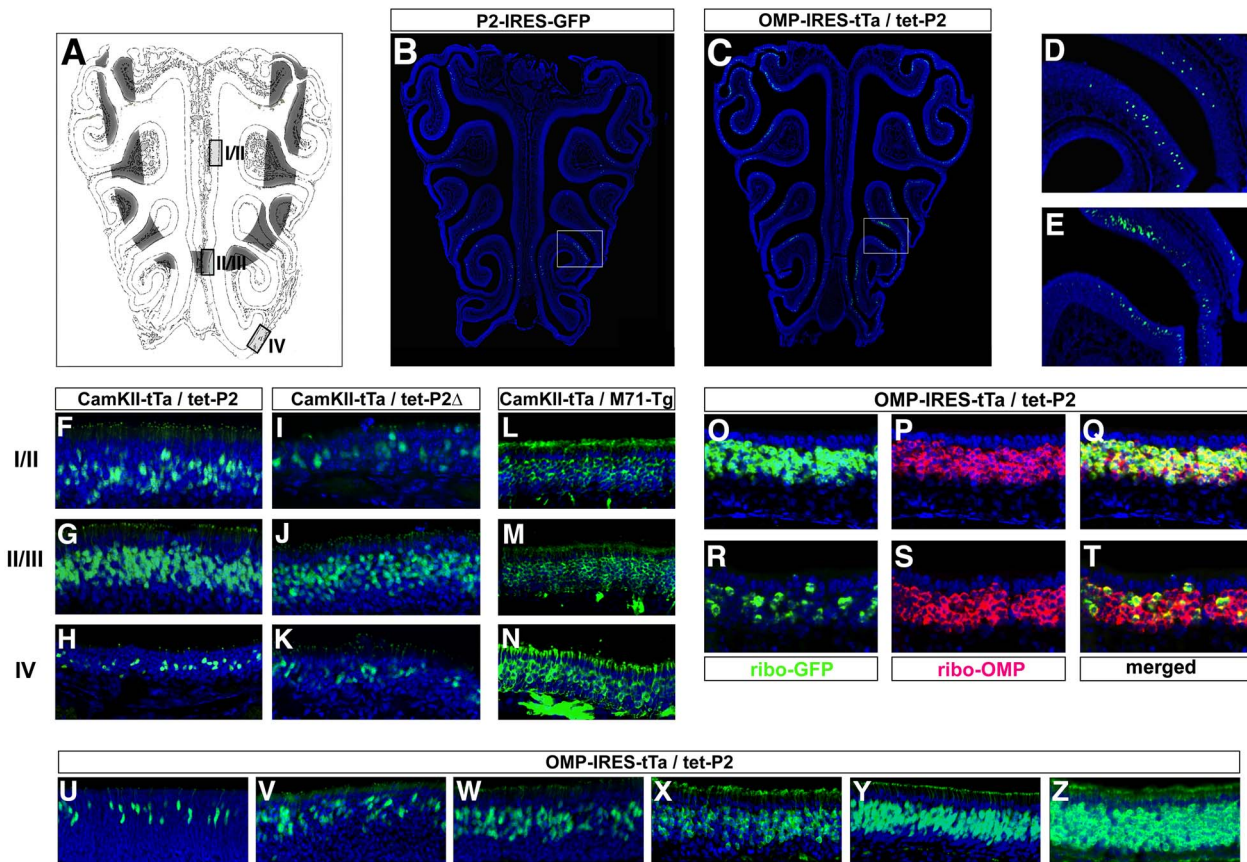 P2-IRES-GFP
OMP-IRES-tTa / tet-P2
A
B
C
D
I/II
II/III
IV
E
CamKII-tTa / tet-P2
CamKII-tTa / tet-P2Δ
CamKII-tTa / M71-Tg
OMP-IRES-tTa / tet-P2
I/II
F
I
L
O
P
Q
II/III
G
J
M
R
S
T
IV
H
K
N
ribo-GFP
ribo-OMP
merged
OMP-IRES-tTa / tet-P2
U
V
W
X
Y
Z